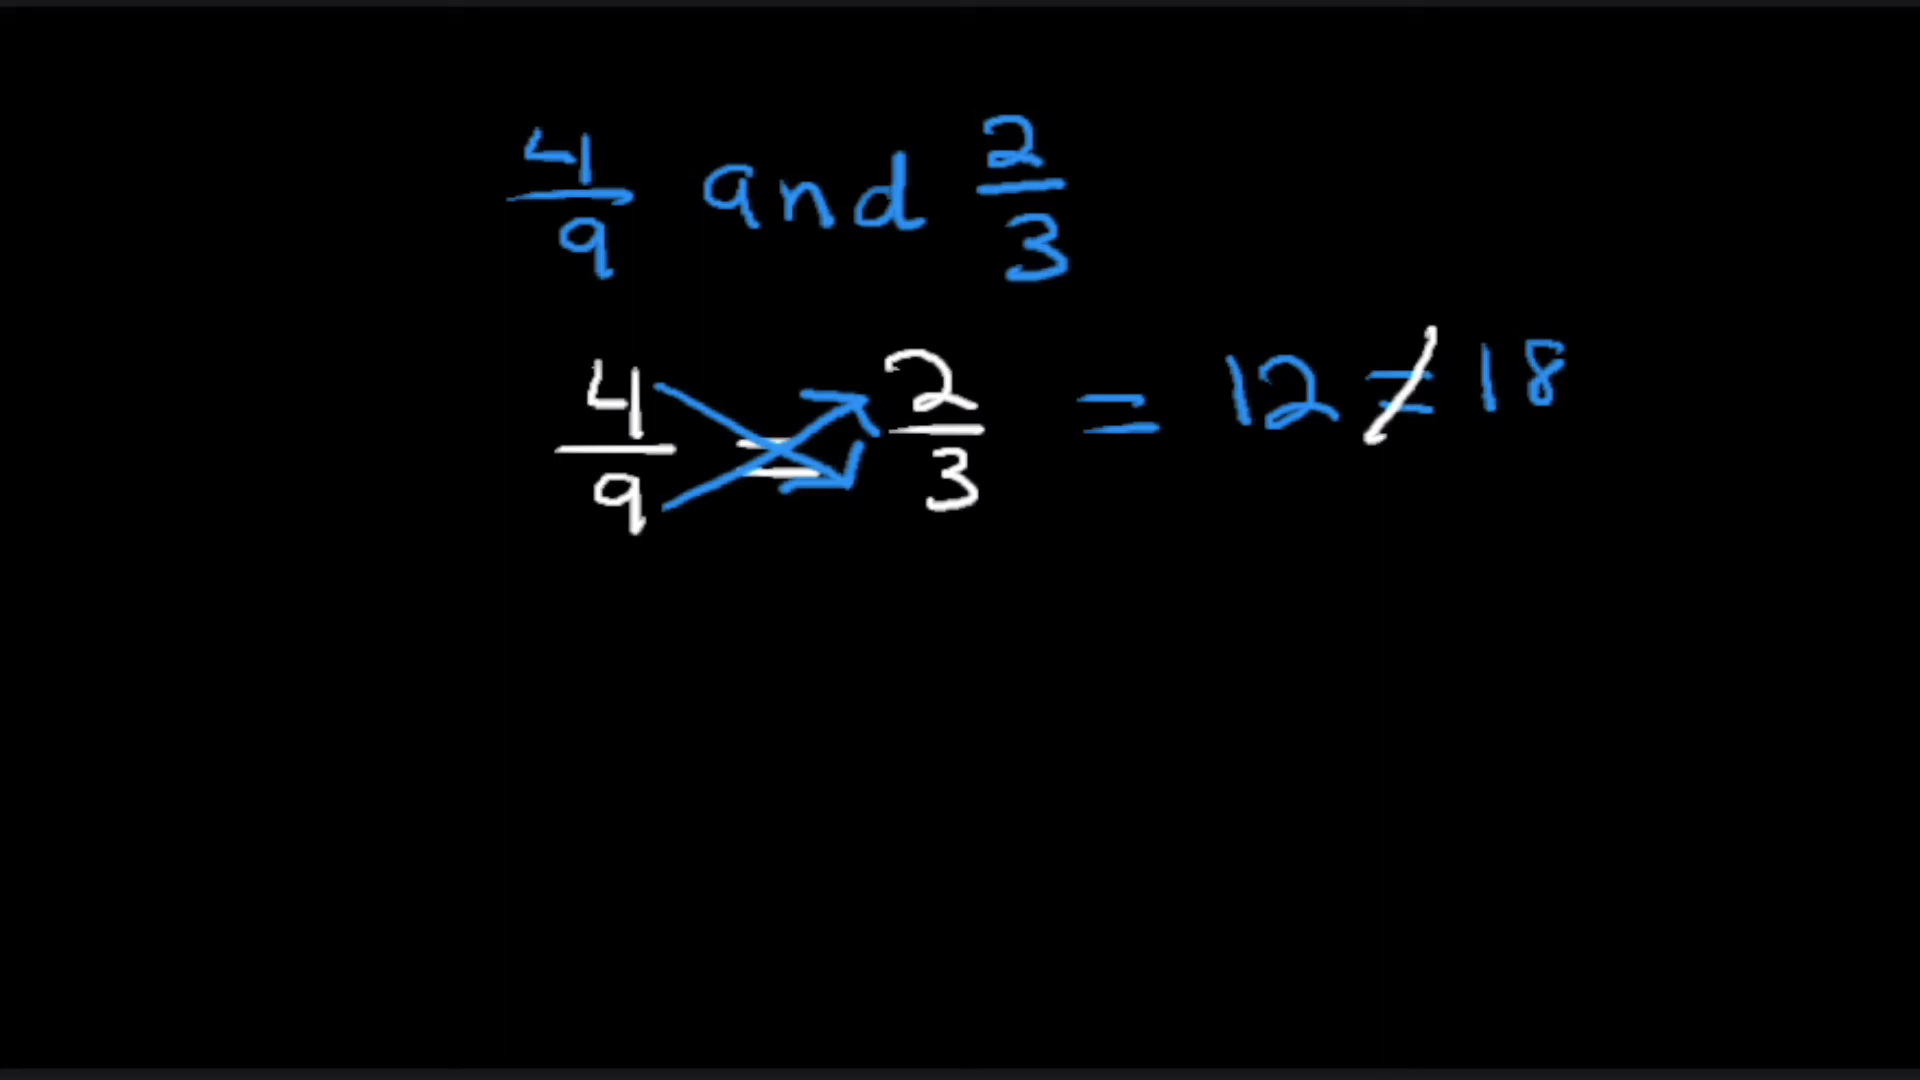 4/9 and 2/3
4/9 = 2/3 = 12 ≠ 18